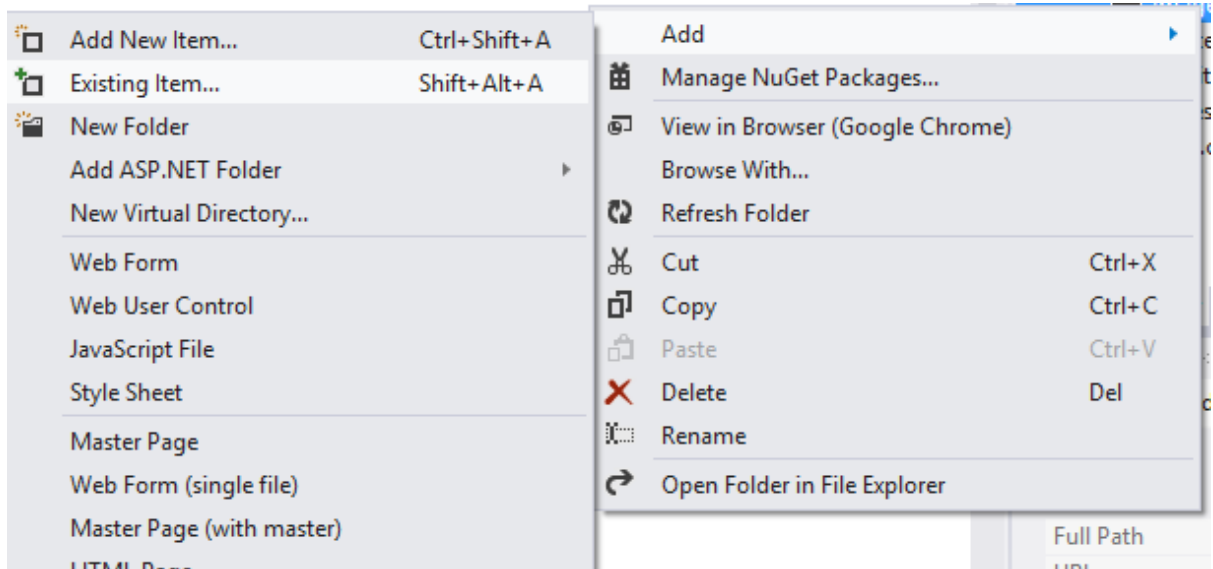 Add New Item... Ctrl+Shift+A
Existing Item... Shift+Alt+A
New Folder
Add ASP.NET Folder
New Virtual Directory...
Web Form
Web User Control
JavaScript File
Style Sheet
Master Page
Web Form (single file)
Master Page (with master)
HTML Page
Add
Manage NuGet Packages...
View in Browser (Google Chrome)
Browse With...
Refresh Folder
Cut Ctrl+X
Copy Ctrl+C
Paste Ctrl+V
Delete Del
Rename
Open Folder in File Explorer
Full Path